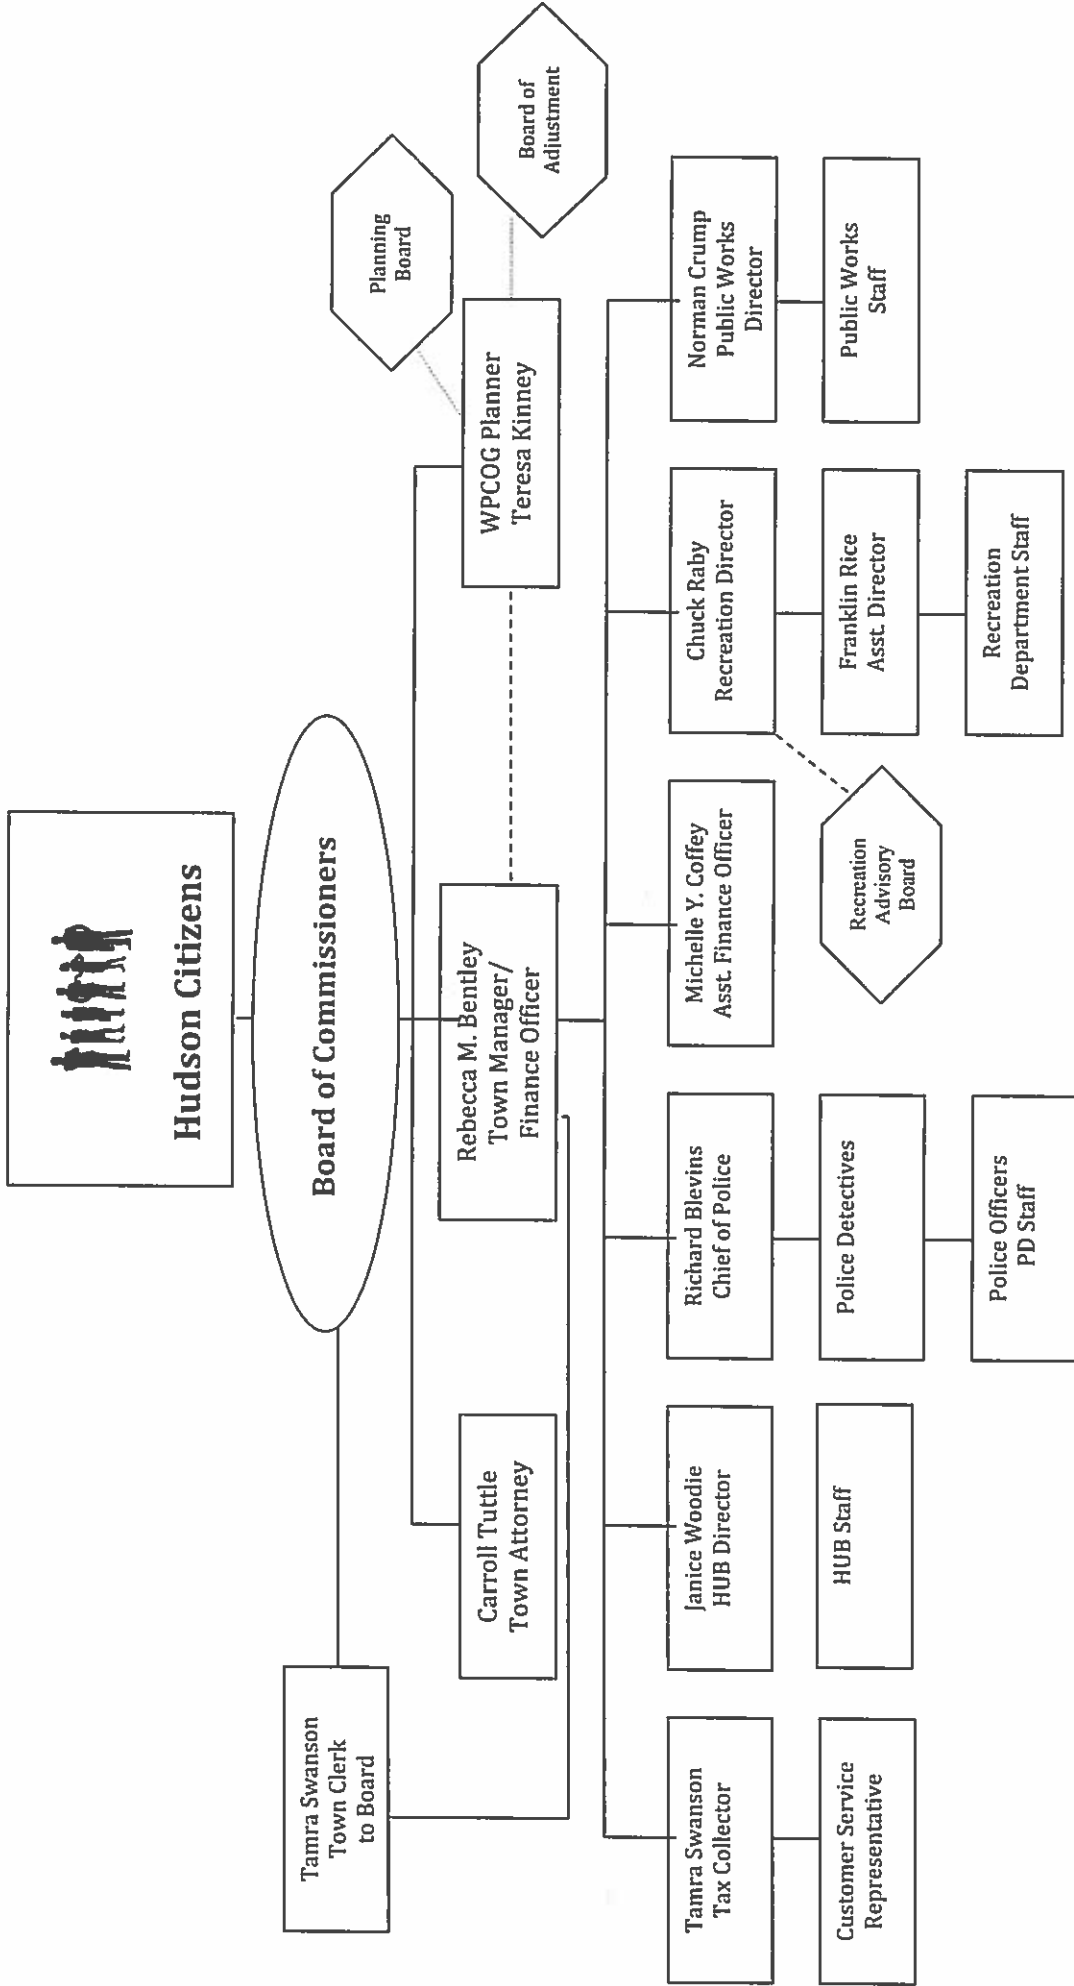 Hudson Citizens
Board of Commissioners
Tamra Swanson
Town Clerk
to Board
Carroll Tuttle
Town Attorney
Rebecca M. Bentley
Town Manager/
Finance Officer
WPCOG Planner
Teresa Kinney
Planning
Board
Board of
Adjustment
Tamra Swanson
Tax Collector
Janice Woodie
HUB Director
Richard Blevins
Chief of Police
Michelle Y. Coffey
Asst. Finance Officer
Chuck Raby
Recreation Director
Norman Crump
Public Works
Director
Customer Service
Representative
HUB Staff
Police Detectives
Recreation
Advisory
Board
Franklin Rice
Asst. Director
Public Works
Staff
Police Officers
PD Staff
Recreation
Department Staff